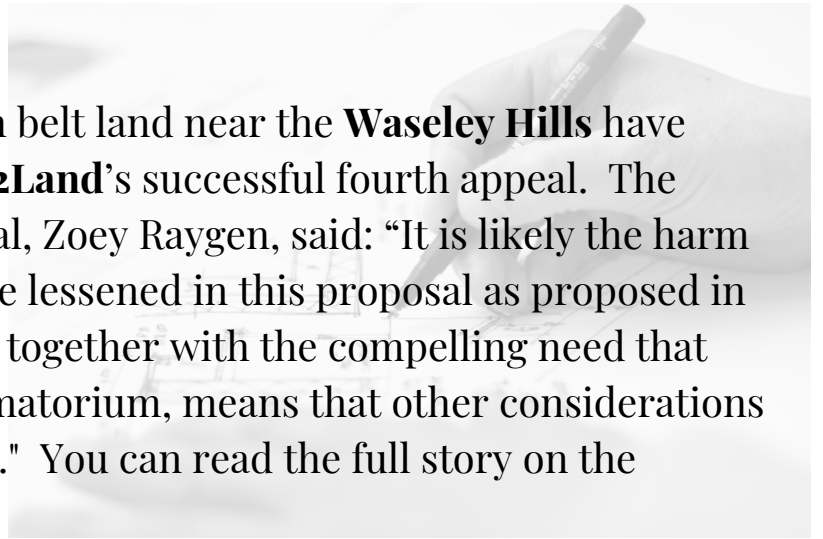 belt land near the Waseley Hills have
2Land's successful fourth appeal.  The
al, Zoey Raygen, said: “It is likely the harm
e lessened in this proposal as proposed in
together with the compelling need that
matorium, means that other considerations
."  You can read the full story on the